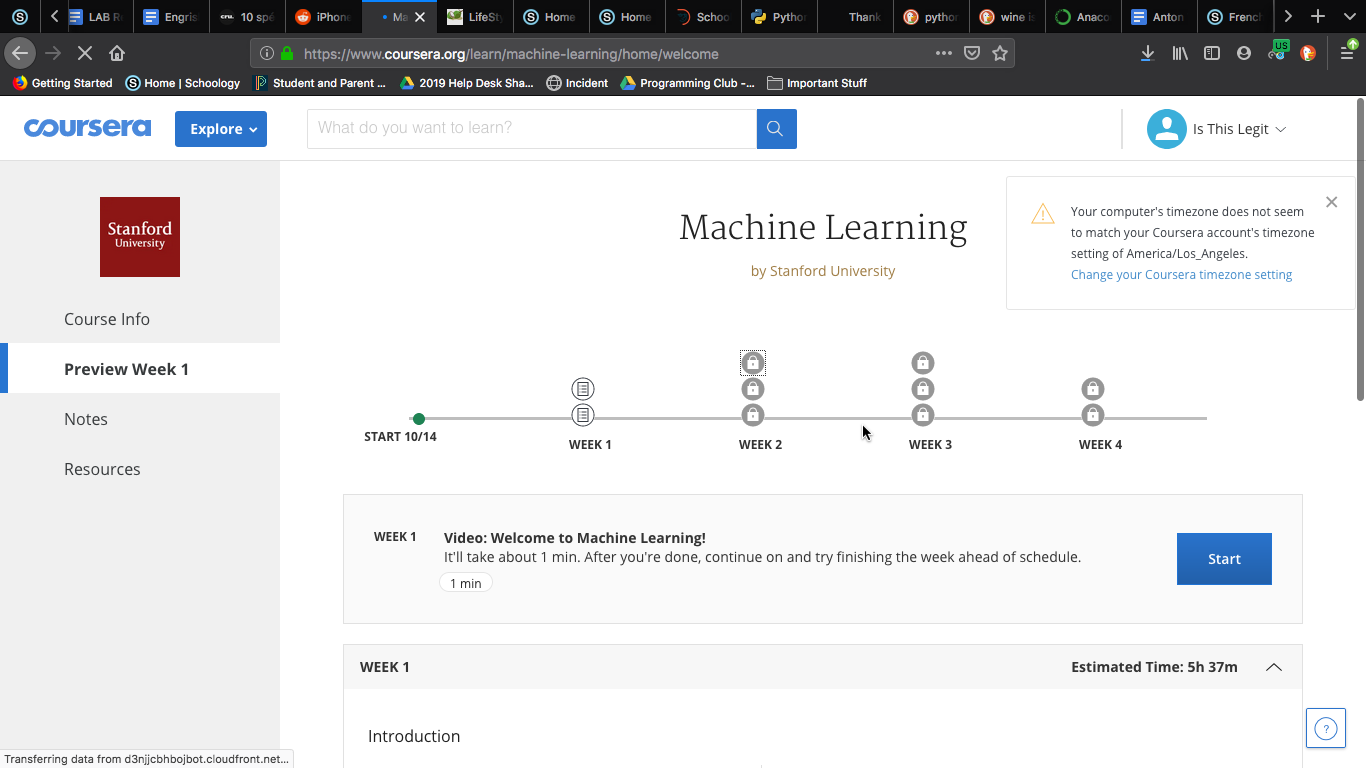 LAB R
Engris
cnu. 10 spé
iPhone
Ma
LifeSty
Home
Home
Schoo
Pythor
Thank
python
wine is
Anaco
Anton
French
https://www.coursera.org/learn/machine-learning/home/welcome
US
Getting Started
Home | Schoology
Student and Parent ...
2019 Help Desk Sha...
Incident
Programming Club -...
Important Stuff
coursera
Explore
What do you want to learn?
Is This Legit
Stanford
University
Course Info
Preview Week 1
Notes
Resources
Machine Learning
by Stanford University
Your computer's timezone does not seem
to match your Coursera account's timezone
setting of America/Los_Angeles.
Change your Coursera timezone setting
START 10/14
WEEK 1
WEEK 2
WEEK 3
WEEK 4
WEEK 1
Video: Welcome to Machine Learning!
It'll take about 1 min. After you're done, continue on and try finishing the week ahead of schedule.
1 min
Start
WEEK 1
Estimated Time: 5h 37m
Introduction
?
Transferring data from d3njjcbhbojbot.cloudfront.net...